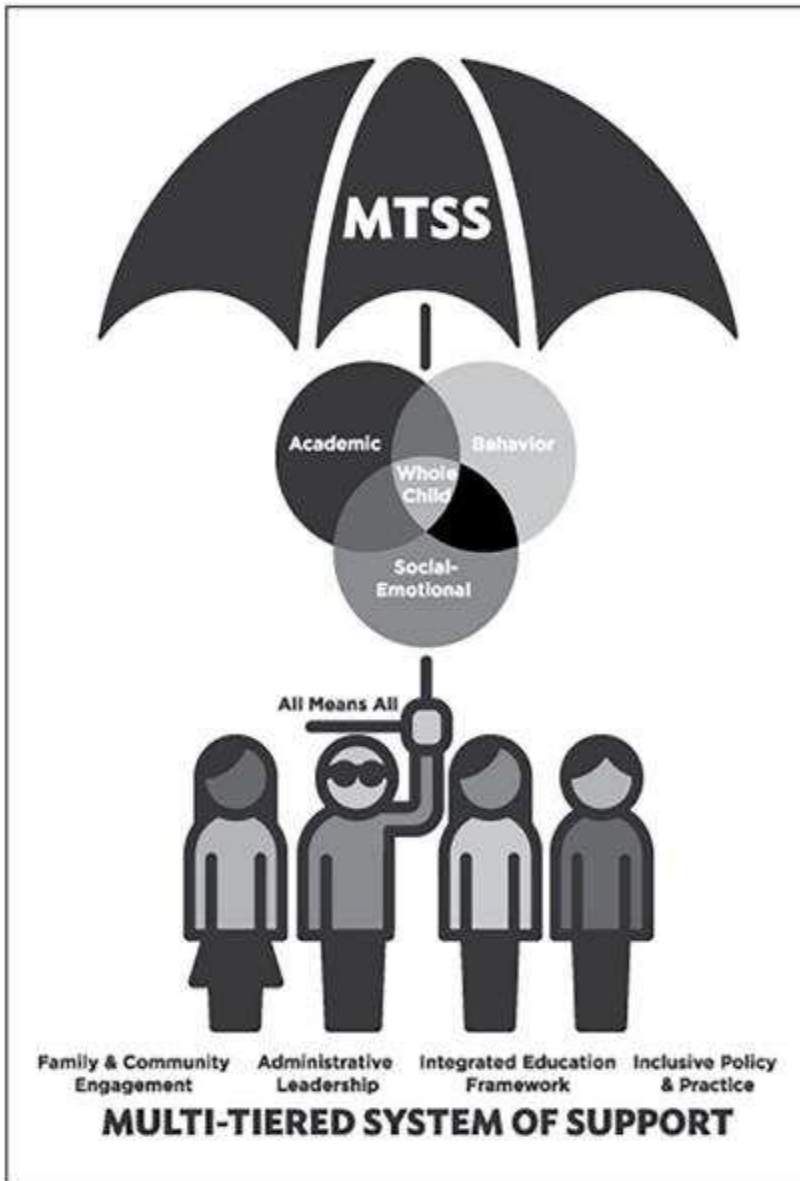 MTSS
Academic
Behavior
Whole
Child
Social-
Emotional
All Means All
Family & Community
Engagement
Administrative
Leadership
Integrated Education
Framework
Inclusive Policy
& Practice
MULTI-TIERED SYSTEM OF SUPPORT